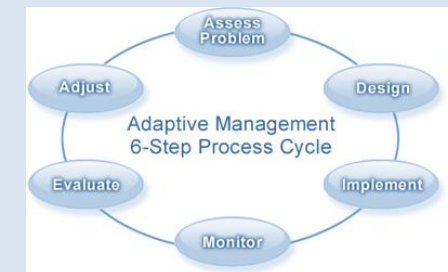 Assess
Problem
Design
Implement
Monitor
Evaluate
Adjust
Adaptive Management
6-Step Process Cycle